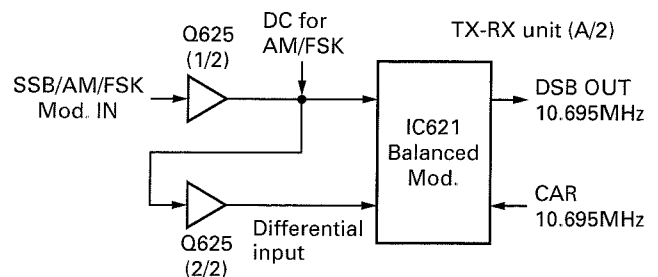 Q625
(1/2)
DC for
AM/FSK
TX-RX unit (A/2)
SSB/AM/FSK
Mod. IN
IC621
Balanced
Mod.
DSB OUT
10.695MHz
CAR
10.695MHz
Q625
(2/2)
Differential
input